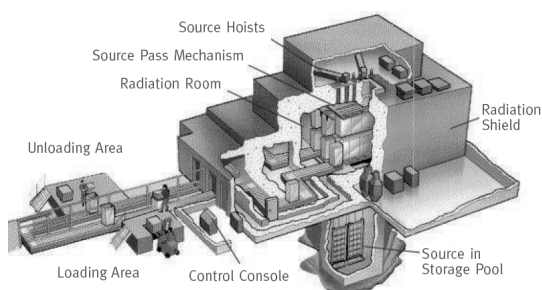 Source Hoists
Source Pass Mechanism
Radiation Room
Radiation
Shield
Unloading Area
Loading Area
Control Console
Source in
Storage Pool